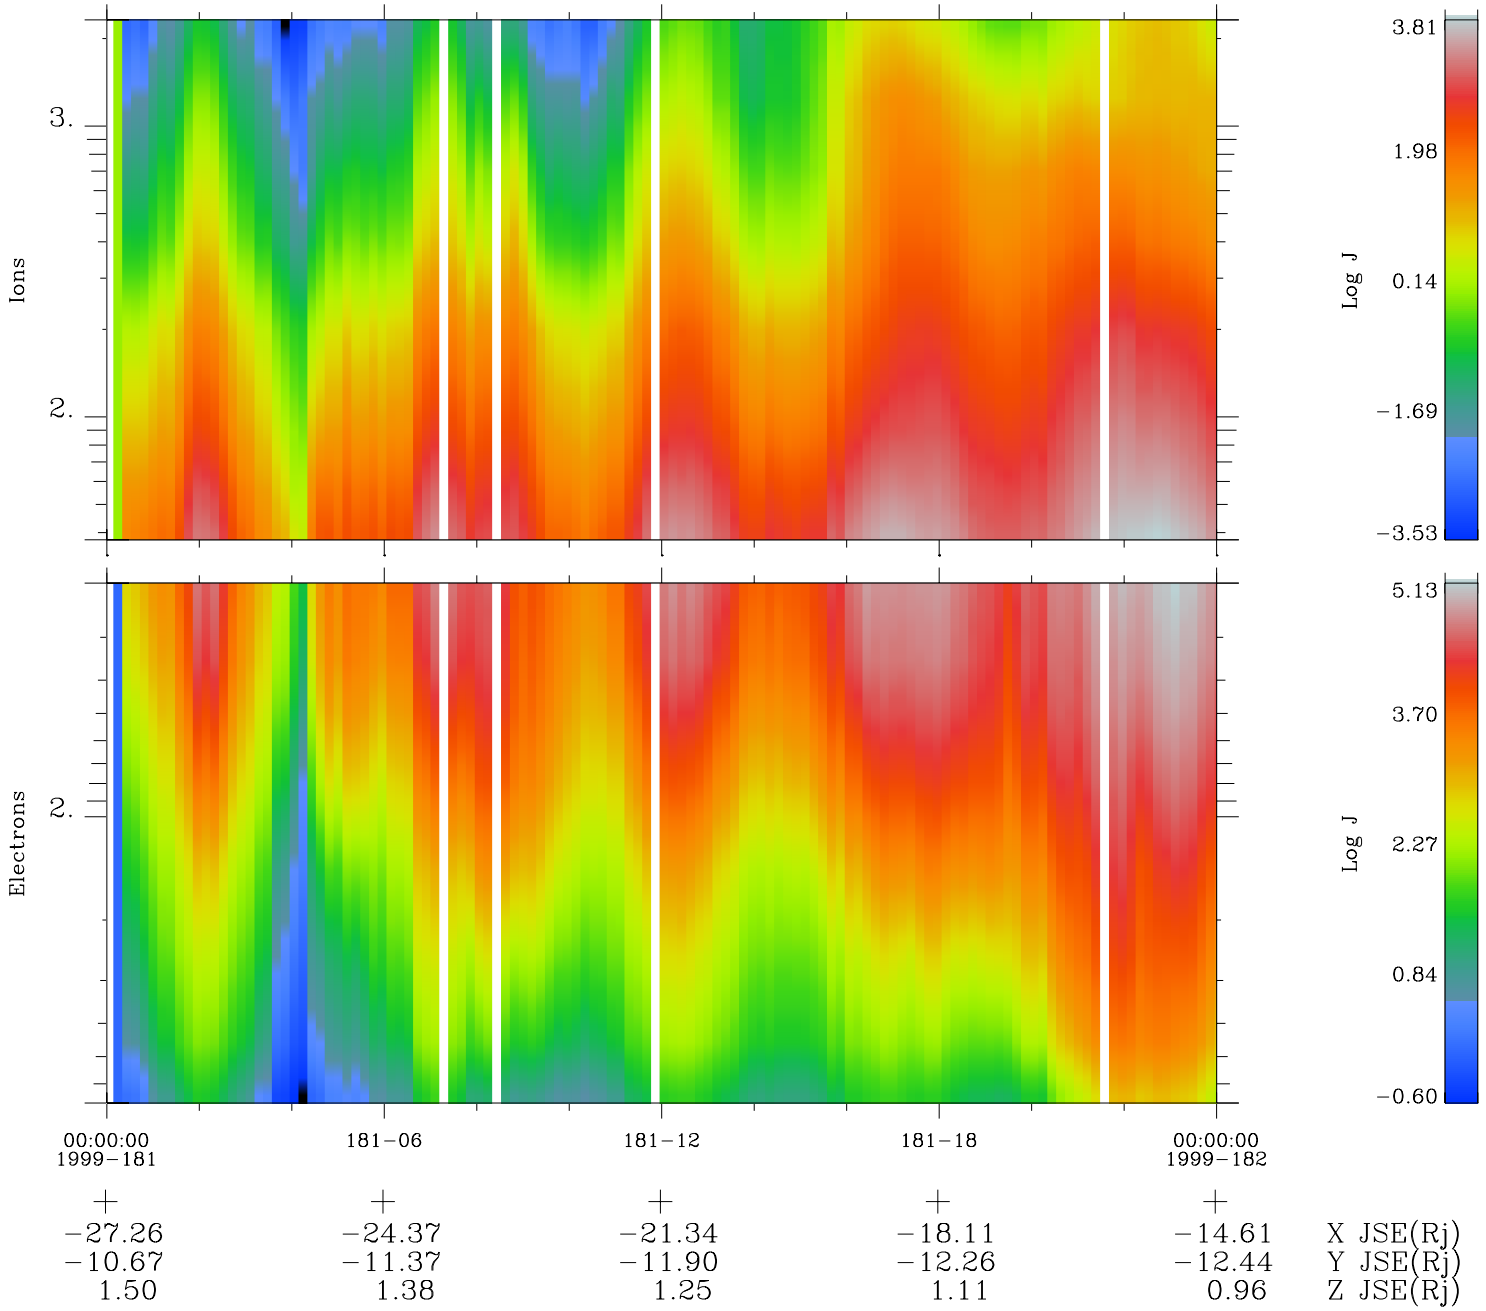 3.
2.
Ions
Log J
3.81
1.98
0.14
−1.69
−3.53
2.
Electrons
Log J
5.13
3.70
2.27
0.84
−0.60
00:00:00 181−06 181−12 181−18 00:00:00
1999−181 1999−182
−27.26 −24.37 −21.34 −18.11 −14.61 X JSE(Rj)
−10.67 −11.37 −11.90 −12.26 −12.44 Y JSE(Rj)
1.50 1.38 1.25 1.11 0.96 Z JSE(Rj)